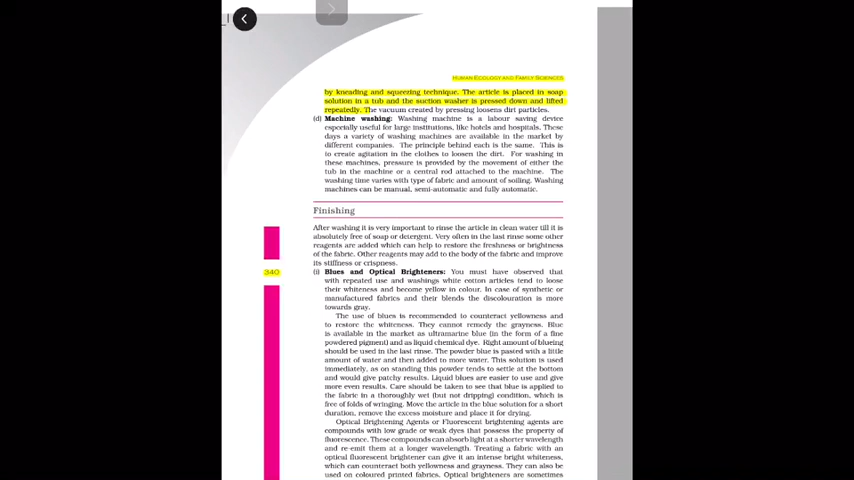 HUMAN ECOLOGY AND FAMILY SCIENCES
by kneading and squeezing technique. The article is placed in soap
solution in a tub and the suction washer is pressed down and lifted
repeatedly. The vacuum created by pressing loosens dirt particles.
(d) Machine washing: Washing machine is a labour saving device
especially useful for large institutions, like hotels and hospitals. These
days a variety of washing machines are available in the market by
different companies. The principle behind each is the same. This is
to create agitation in the clothes to loosen the dirt. For washing in
these machines, pressure is provided by the movement of either the
tub in the machine or a central rod attached to the machine. The
washing time varies with type of fabric and amount of soiling. Washing
machines can be manual, semi-automatic and fully automatic.
Finishing
After washing it is very important to rinse the article in clean water till it is
absolutely free of soap or detergent. Very often in the last rinse some other
reagents are added which can help to restore the freshness or brightness
of the fabric. Other reagents may add to the body of the fabric and improve
its stiffness or crispness.
340
(i) Blues and Optical Brighteners: You must have observed that
with repeated use and washings white cotton articles tend to loose
their whiteness and become yellow in colour. In case of synthetic or
manufactured fabrics and their blends the discolouration is more
towards gray.
The use of blues is recommended to counteract yellowness and
to restore the whiteness. They cannot remedy the grayness. Blue
is available in the market as ultramarine blue (in the form of a fine
powdered pigment) and as liquid chemical dye. Right amount of blueing
should be used in the last rinse. The powder blue is pasted with a little
amount of water and then added to more water. This solution is used
immediately, as on standing this powder tends to settle at the bottom
and would give patchy results. Liquid blues are easier to use and give
more even results. Care should be taken to see that blue is applied to
the fabric in a thoroughly wet (but not dripping) condition, which is
free of folds of wringing. Move the article in the blue solution for a short
duration, remove the excess moisture and place it for drying.
Optical Brightening Agents or Fluorescent brightening agents are
compounds with low grade or weak dyes that possess the property of
fluorescence. These compounds can absorb light at a shorter wavelength
and re-emit them at a longer wavelength. Treating a fabric with an
optical fluorescent brightener can give it an intense bright whiteness,
which can counteract both yellowness and grayness. They can also be
used on coloured printed fabrics. Optical brighteners are sometimes